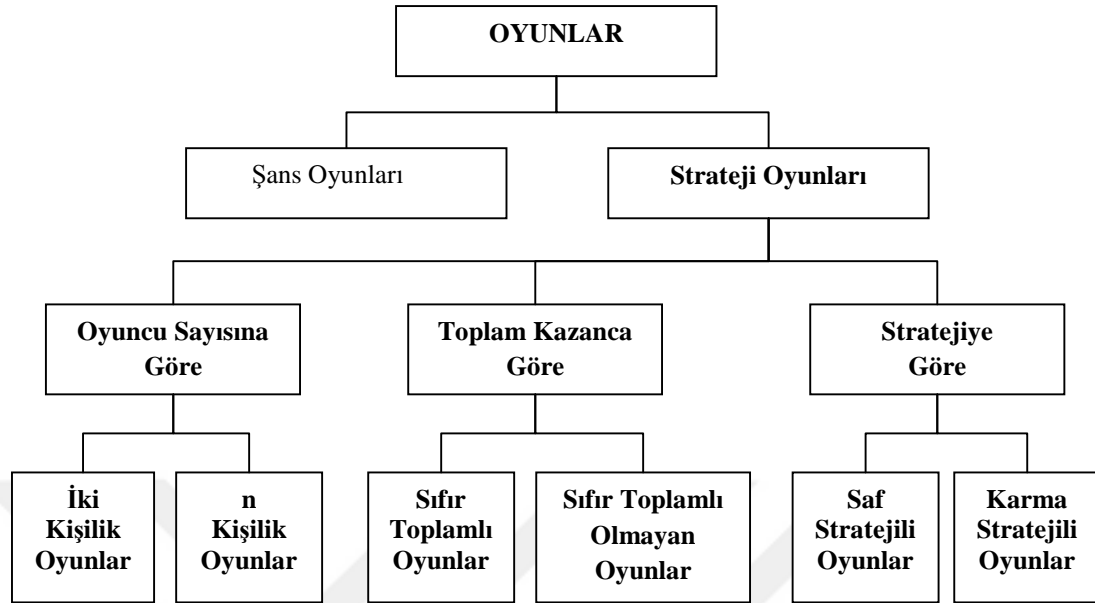 OYUNLAR
Şans Oyunları
Strateji Oyunları
Oyuncu Sayısına
Göre
Toplam Kazanca
Göre
Stratejiye
Göre
İki
Kişilik
Oyunlar
n
Kişilik
Oyunlar
Sıfır
Toplamlı
Oyunlar
Sıfır Toplamlı
Olmayan
Oyunlar
Saf
Stratejili
Oyunlar
Karma
Stratejili
Oyunlar